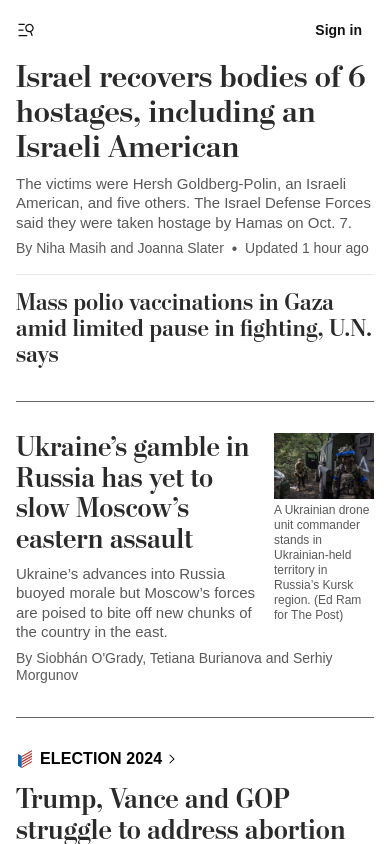 Sign in
Israel recovers bodies of 6
hostages, including an
Israeli American
The victims were Hersh Goldberg-Polin, an Israeli
American, and five others. The Israel Defense Forces
said they were taken hostage by Hamas on Oct. 7.
By Niha Masih and Joanna Slater • Updated 1 hour ago
Mass polio vaccinations in Gaza
amid limited pause in fighting, U.N.
says
Ukraine’s gamble in
Russia has yet to
slow Moscow’s
eastern assault
Ukraine’s advances into Russia
buoyed morale but Moscow’s forces
are poised to bite off new chunks of
the country in the east.
By Siobhán O'Grady, Tetiana Burianova and Serhiy
Morgunov
A Ukrainian drone
unit commander
stands in
Ukrainian-held
territory in
Russia’s Kursk
region. (Ed Ram
for The Post)
ELECTION 2024
Trump, Vance and GOP
struggle to address abortion